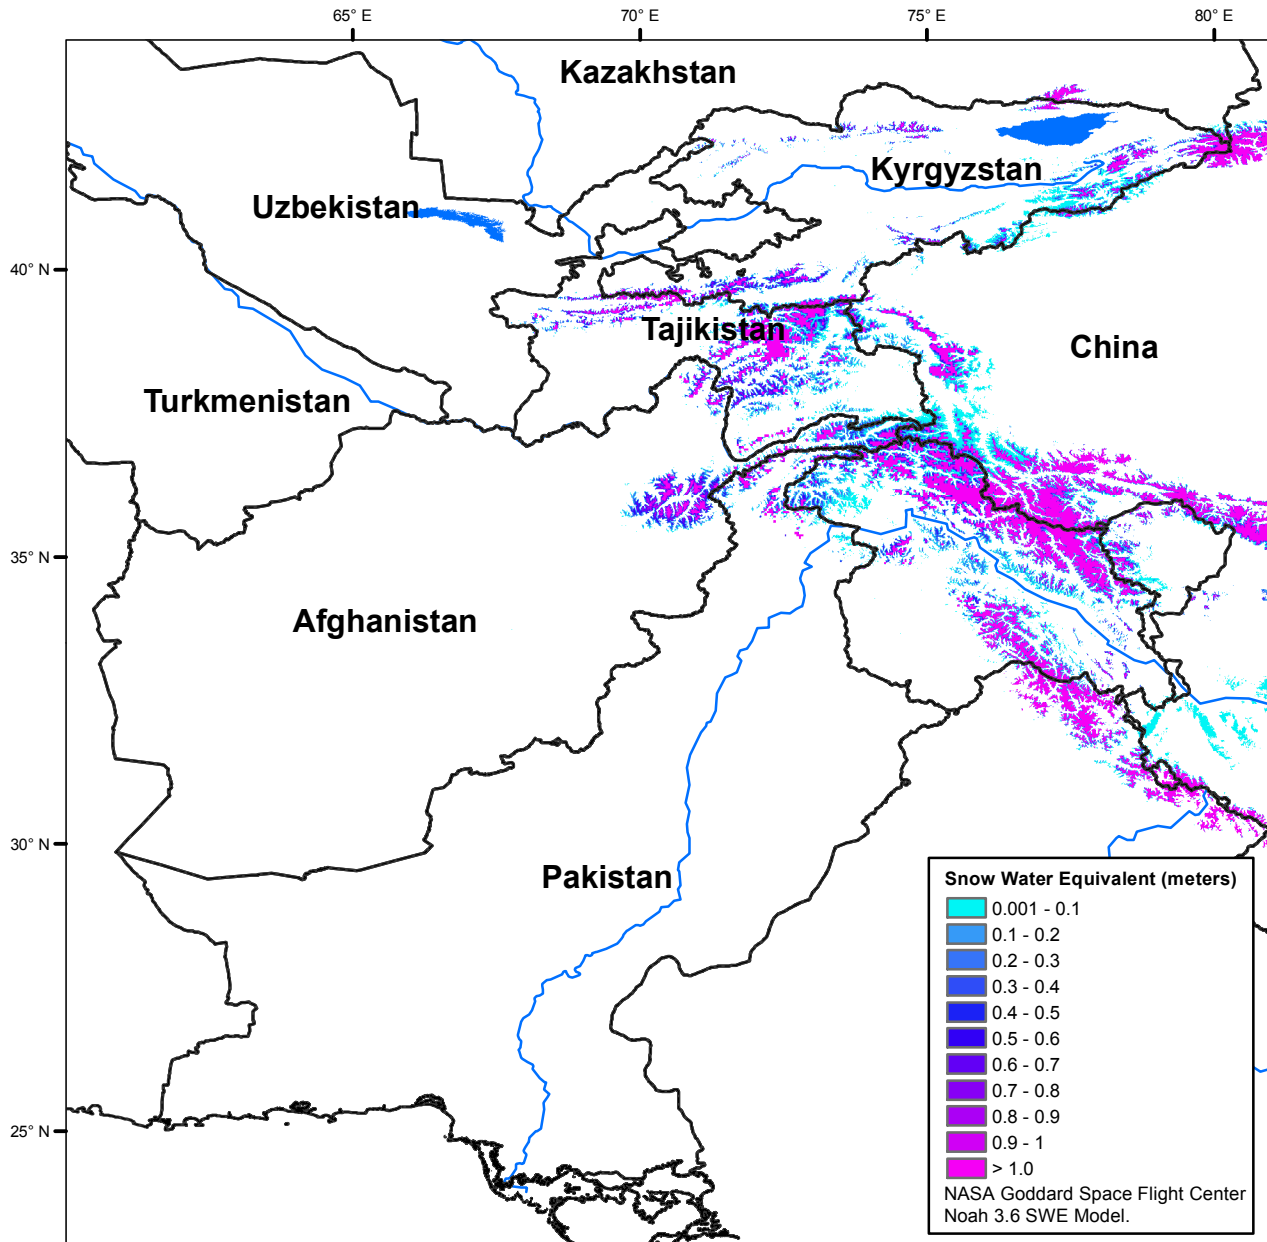 65° E
70° E
75° E
80° E
Kazakhstan
Kyrgyzstan
Uzbekistan
40° N
Tajikistan
China
Turkmenistan
35° N
Afghanistan
30° N
Pakistan
25° N
Snow Water Equivalent (meters)
0.001 - 0.1
0.1 - 0.2
0.2 - 0.3
0.3 - 0.4
0.4 - 0.5
0.5 - 0.6
0.6 - 0.7
0.7 - 0.8
0.8 - 0.9
0.9 - 1
> 1.0
NASA Goddard Space Flight Center
Noah 3.6 SWE Model.